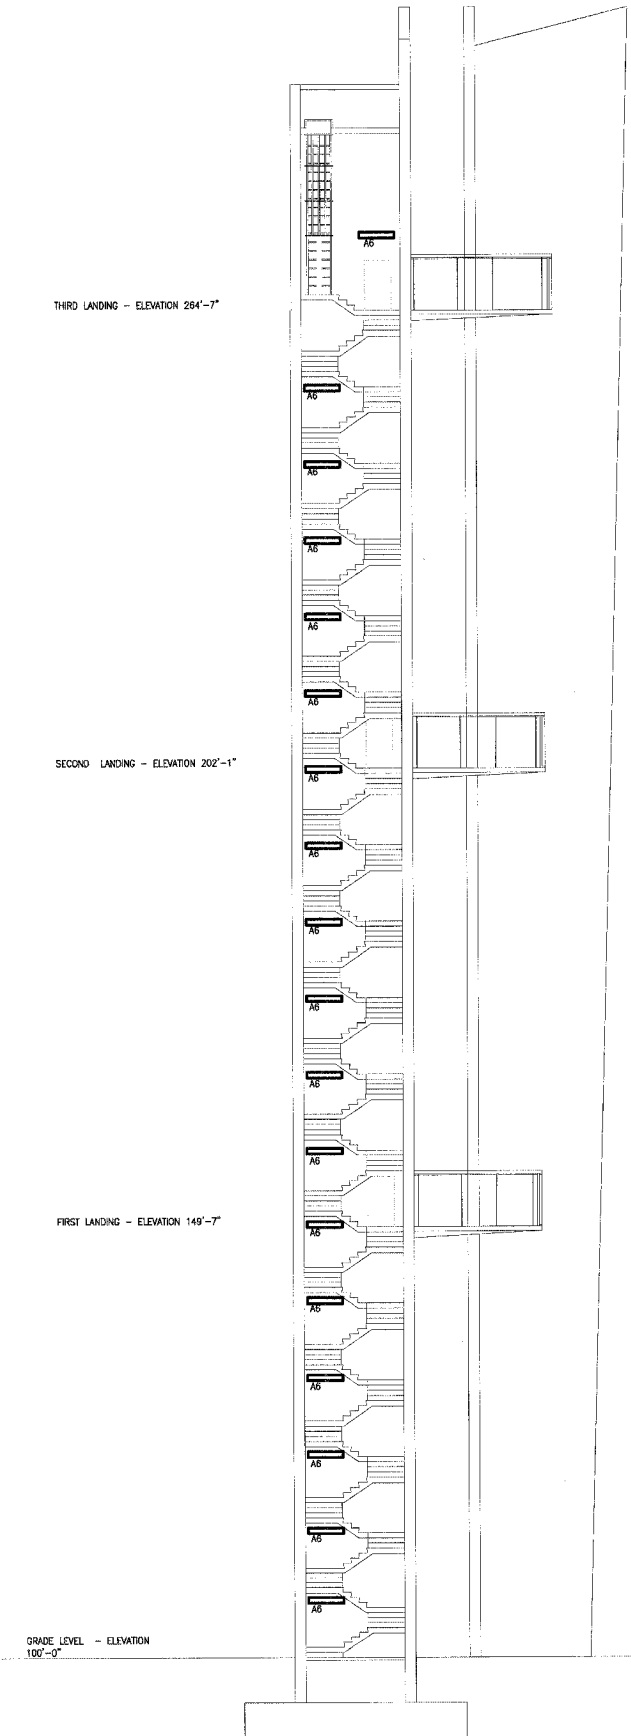 A6
THIRD LANDING - ELEVATION 264'-7"
A6
A6
A6
A6
A6
SECOND LANDING - ELEVATION 202'-1"
A6
A6
A6
A6
A6
A6
FIRST LANDING - ELEVATION 149'-7"
A6
A6
A6
A6
A6
A6
GRADE LEVEL - ELEVATION
100'-0"